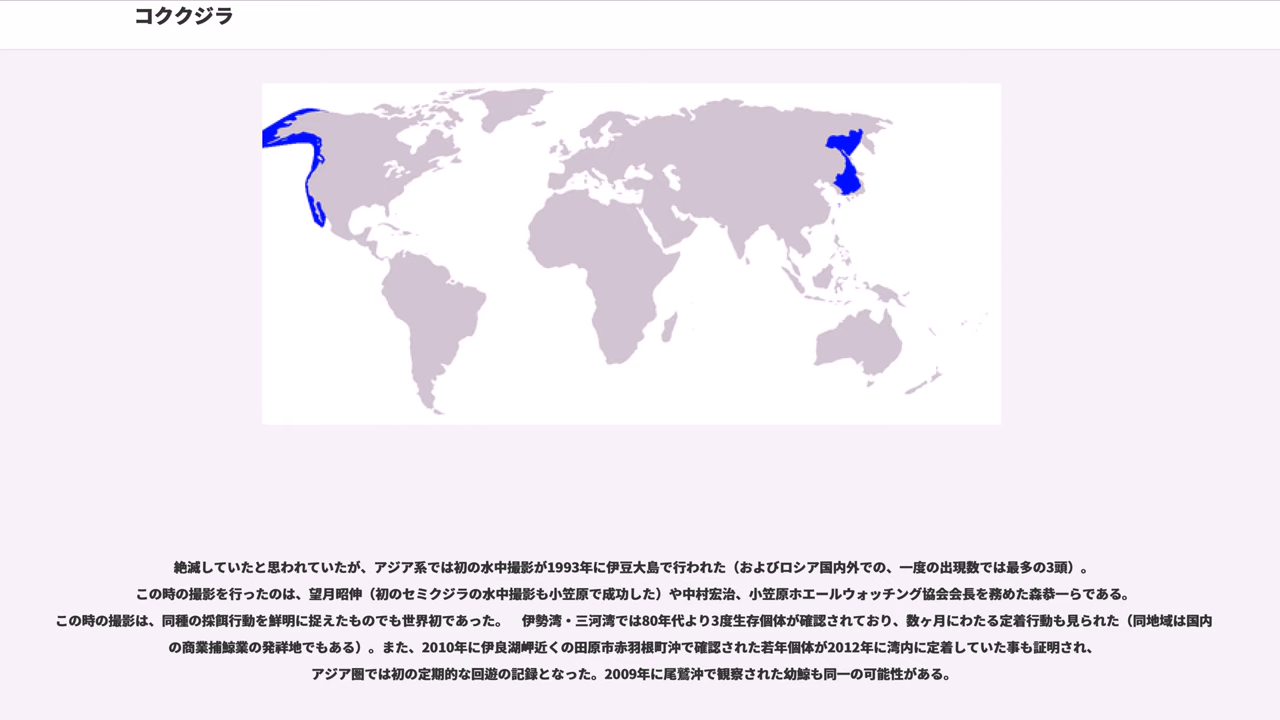 コククジラ
絶滅していたと思われていたが、アジア系では初の水中撮影が1993年に伊豆大島で行われた（およびロシア国内外での、一度の出現数では最多の3頭）。
この時の撮影を行ったのは、望月昭伸（初のセミクジラの水中撮影も小笠原で成功した）や中村宏治、小笠原ホエールウォッチング協会会長を務めた森恭一らである。
この時の撮影は、同種の採餌行動を鮮明に捉えたものでも世界初であった。　伊勢湾・三河湾では80年代より3度生存個体が確認されており、数ヶ月にわたる定着行動も見られた（同地域は国内
の商業捕鯨業の発祥地でもある）。また、2010年に伊良湖岬近くの田原市赤羽根町沖で確認された若年個体が2012年に湾内に定着していた事も証明され、
アジア圏では初の定期的な回遊の記録となった。2009年に尾鷲沖で観察された幼鯨も同一の可能性がある。